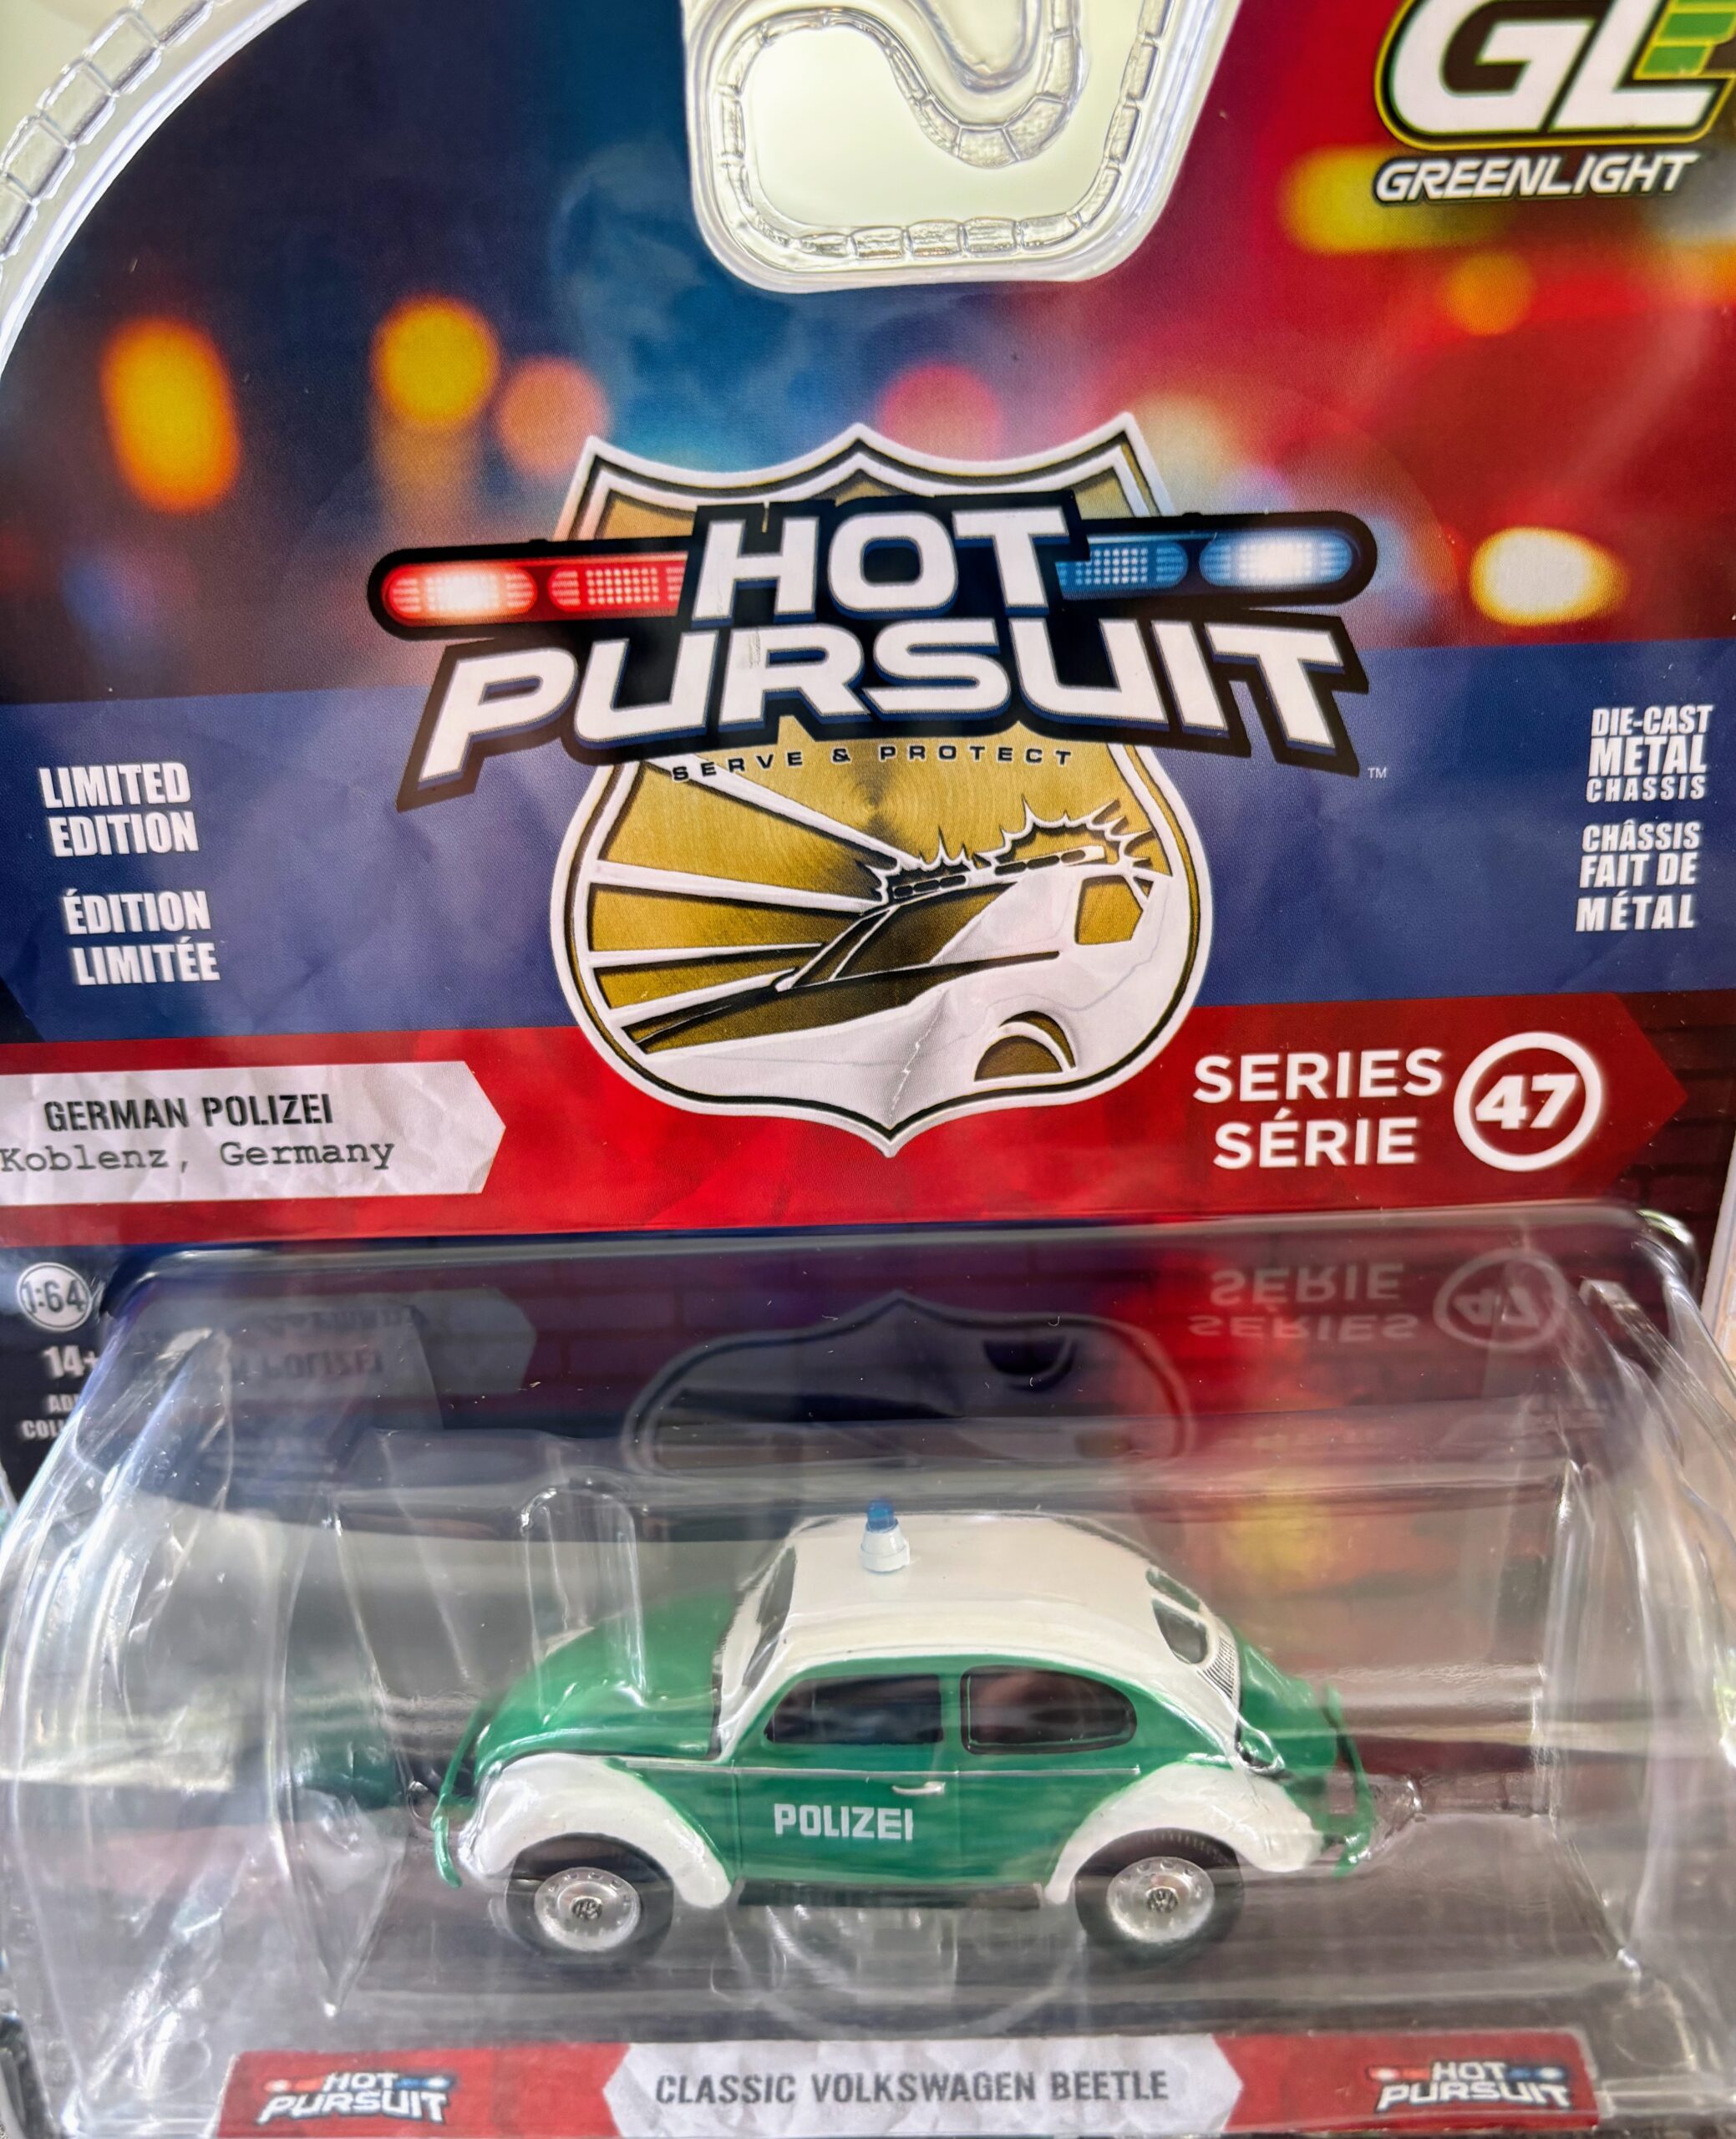 GL
GREENLIGHT
HOT
PURSUIT
SERVE & PROTECT
TM
LIMITED
EDITION
ÉDITION
LIMITÉE
DIE-CAST
METAL
CHASSIS
CHÂSSIS
FAIT DE
MÉTAL
GERMAN POLIZEI
Koblenz, Germany
SERIES
SÉRIE
47
1:64
14+
POLIZEI
HOT
PURSUIT
CLASSIC VOLKSWAGEN BEETLE
HOT
PURSUIT